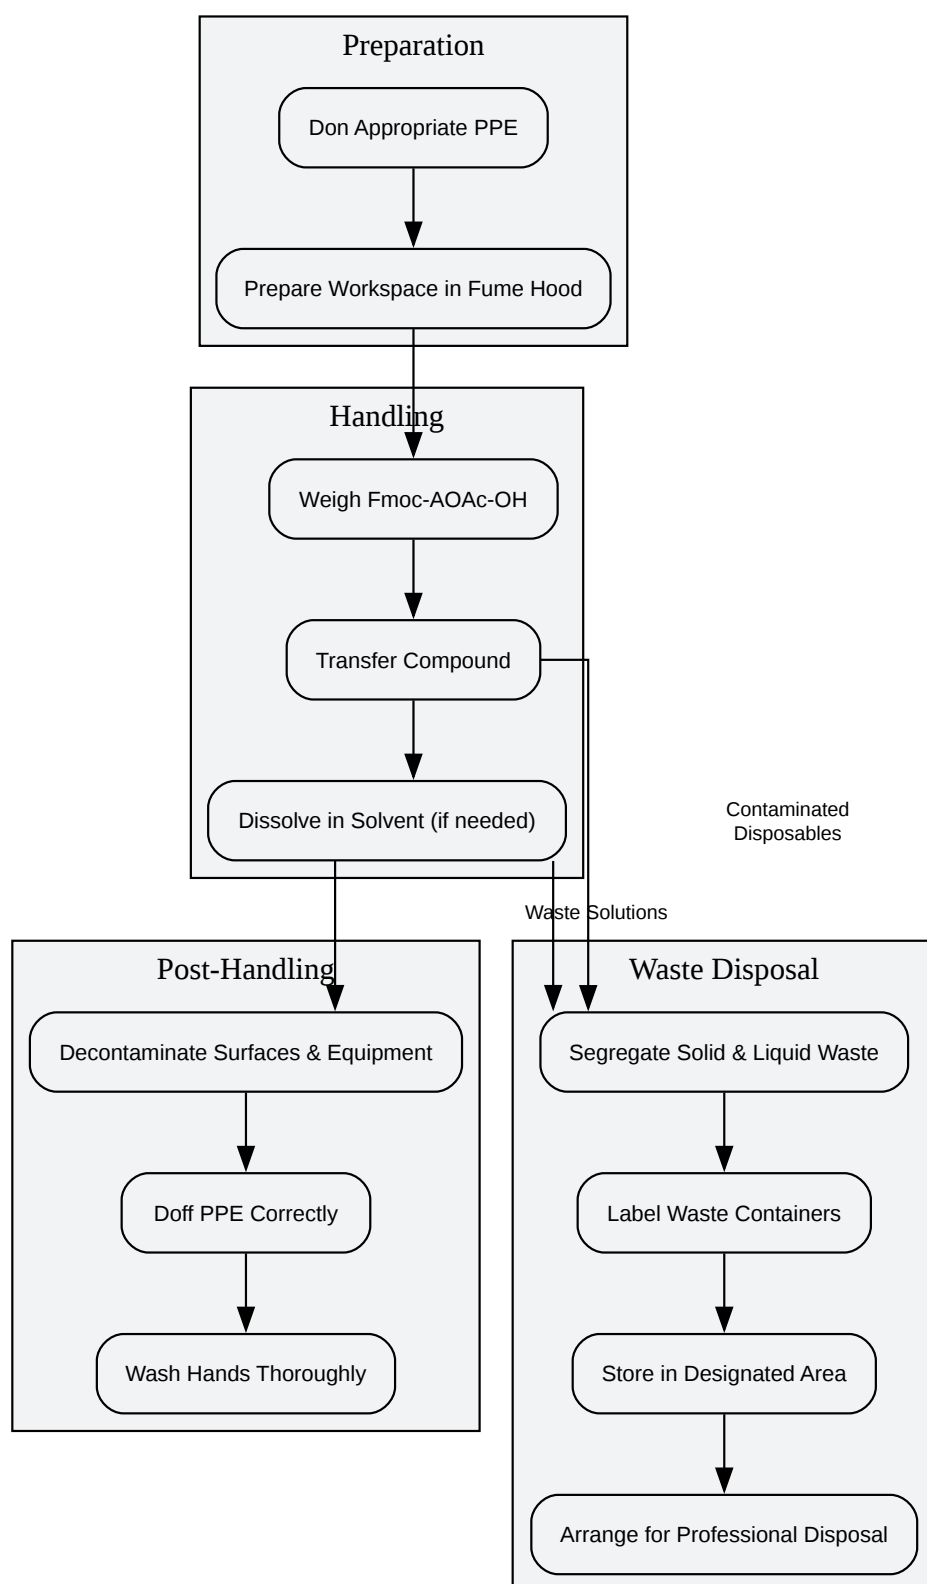 Preparation
Don Appropriate PPE
Prepare Workspace in Fume Hood
Handling
Weigh Fmoc-AOAc-OH
Transfer Compound
Dissolve in Solvent (if needed)
Contaminated
Disposables
Waste Solutions
Post-Handling
Decontaminate Surfaces & Equipment
Doff PPE Correctly
Wash Hands Thoroughly
Waste Disposal
Segregate Solid & Liquid Waste
Label Waste Containers
Store in Designated Area
Arrange for Professional Disposal